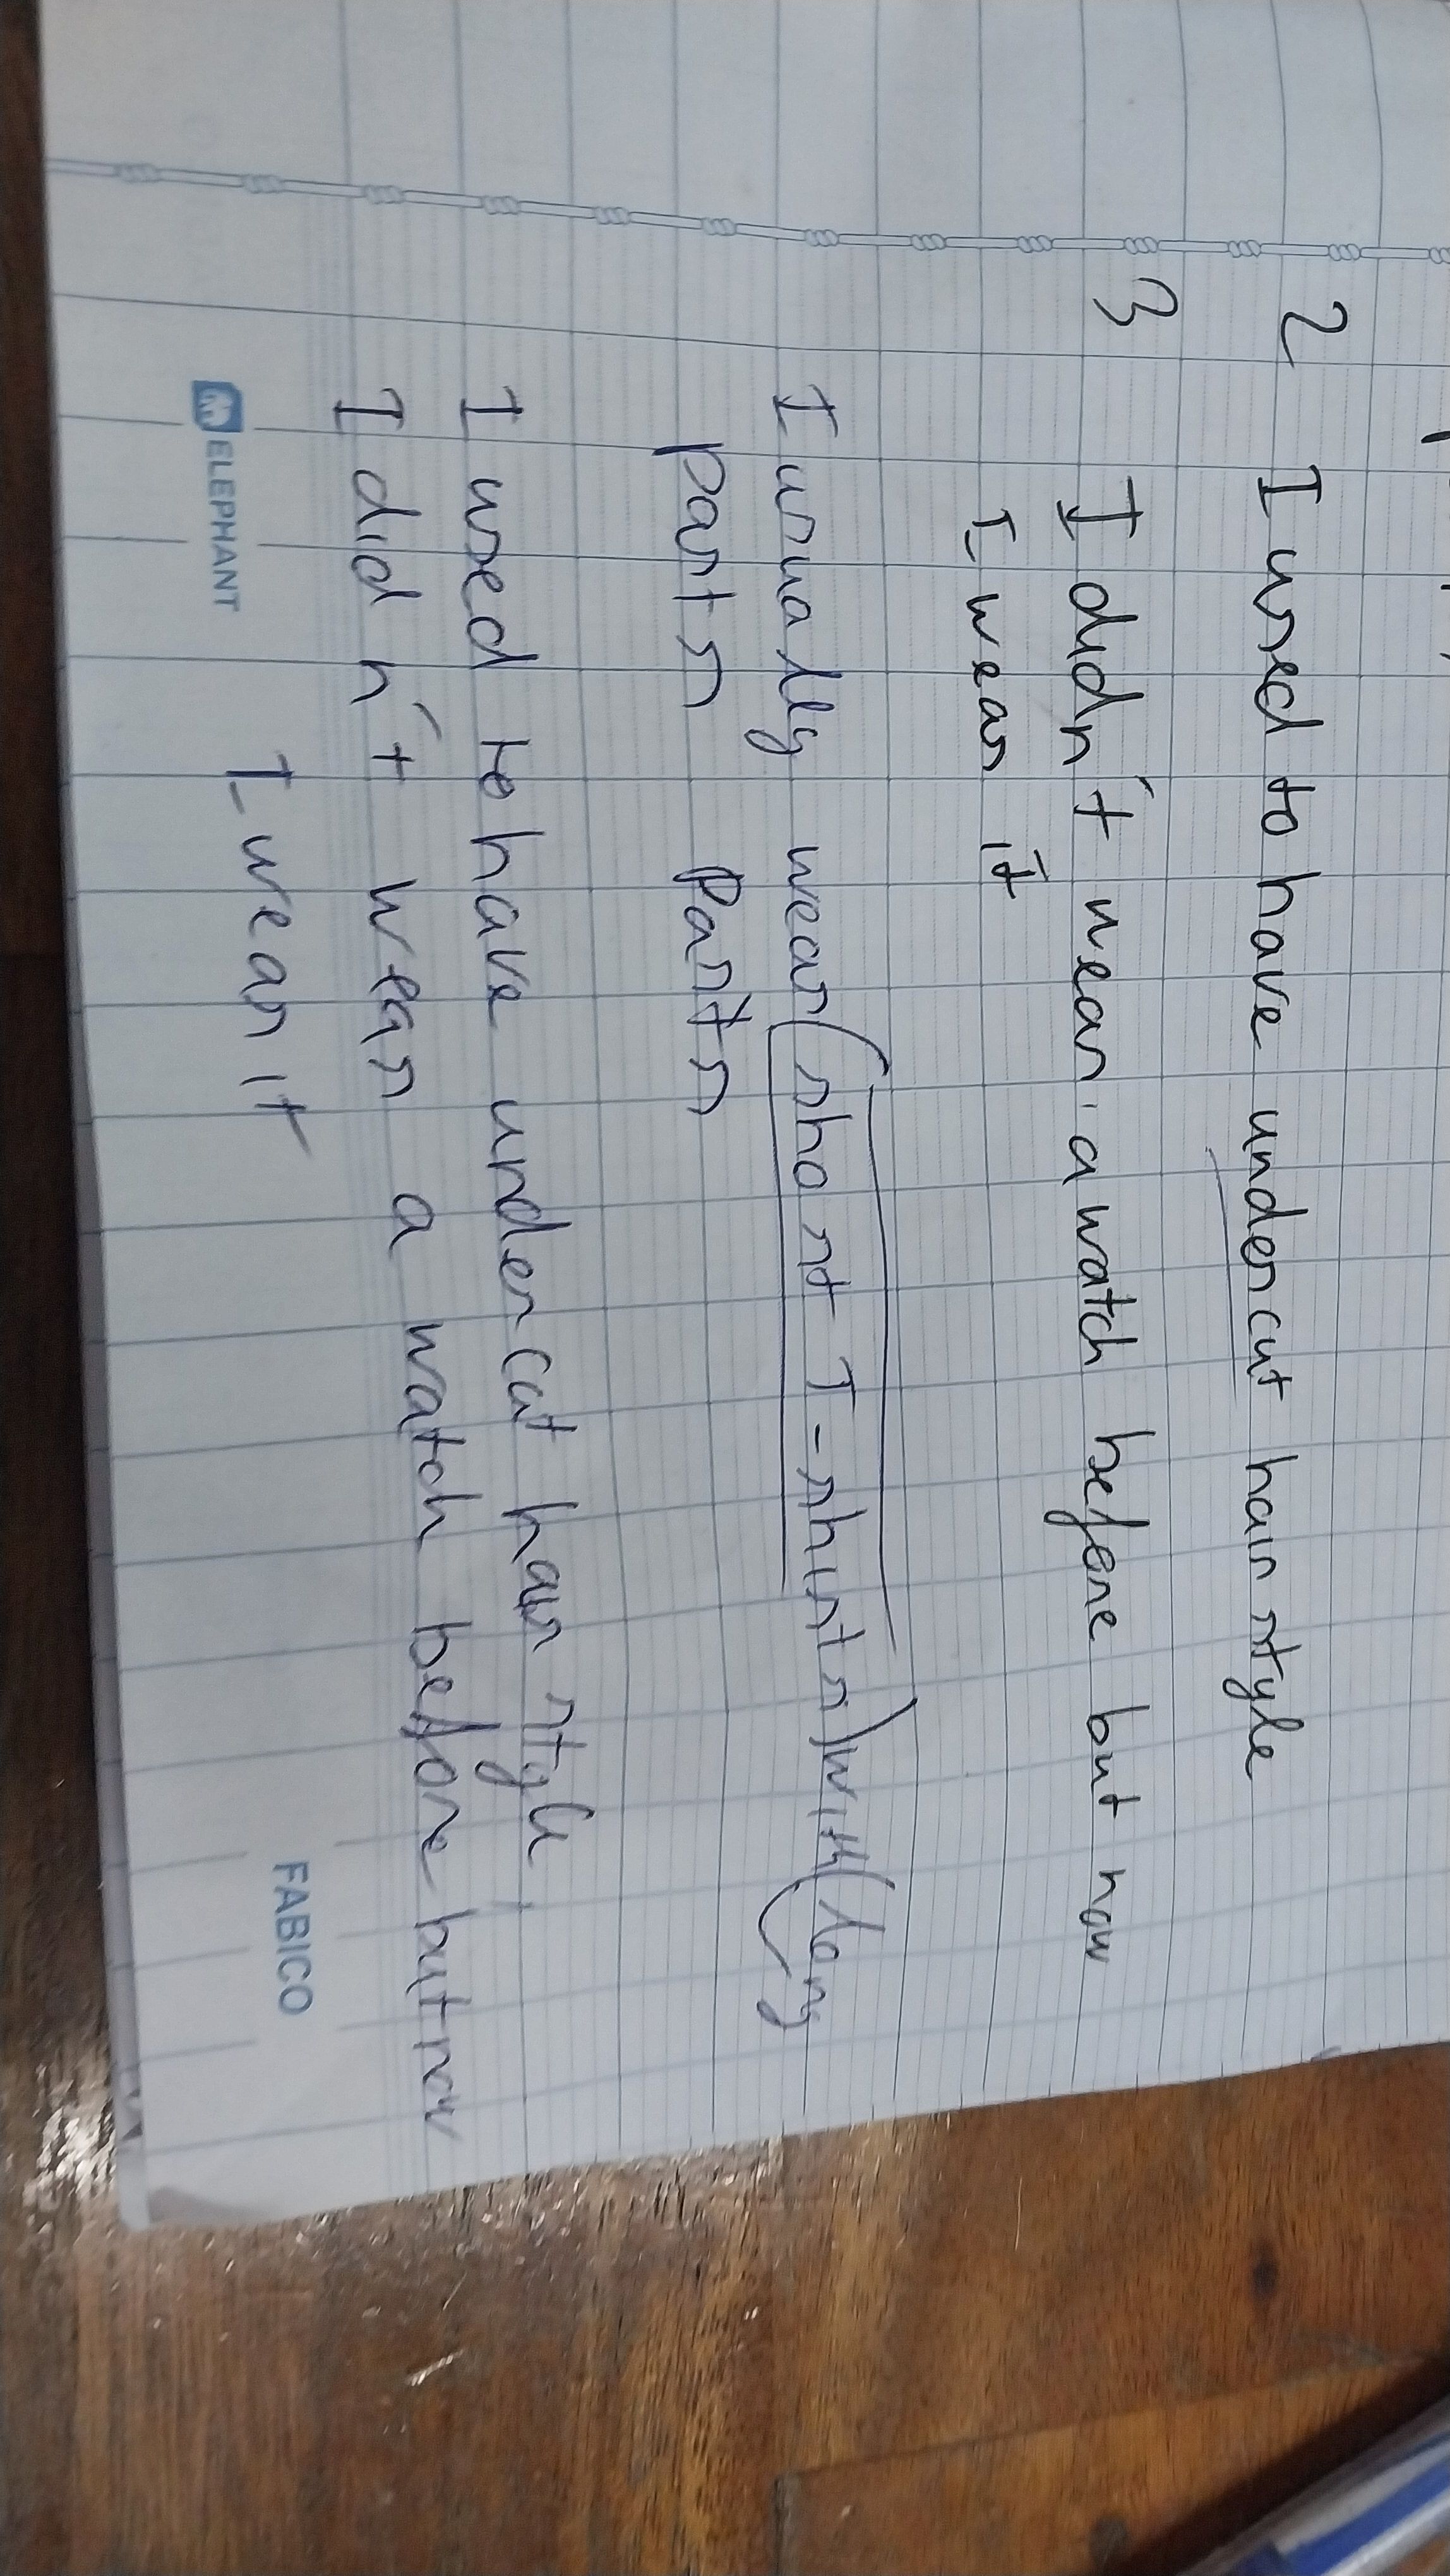 2 I used to have undercut hair style
3 I didn't wear a watch before but now
I wear it
I usually wear (short T-shirts) with (long
pants pants
I used to have undercut hair style
I didn't wear a watch before but now
I wear it
ELEPHANT FABICO